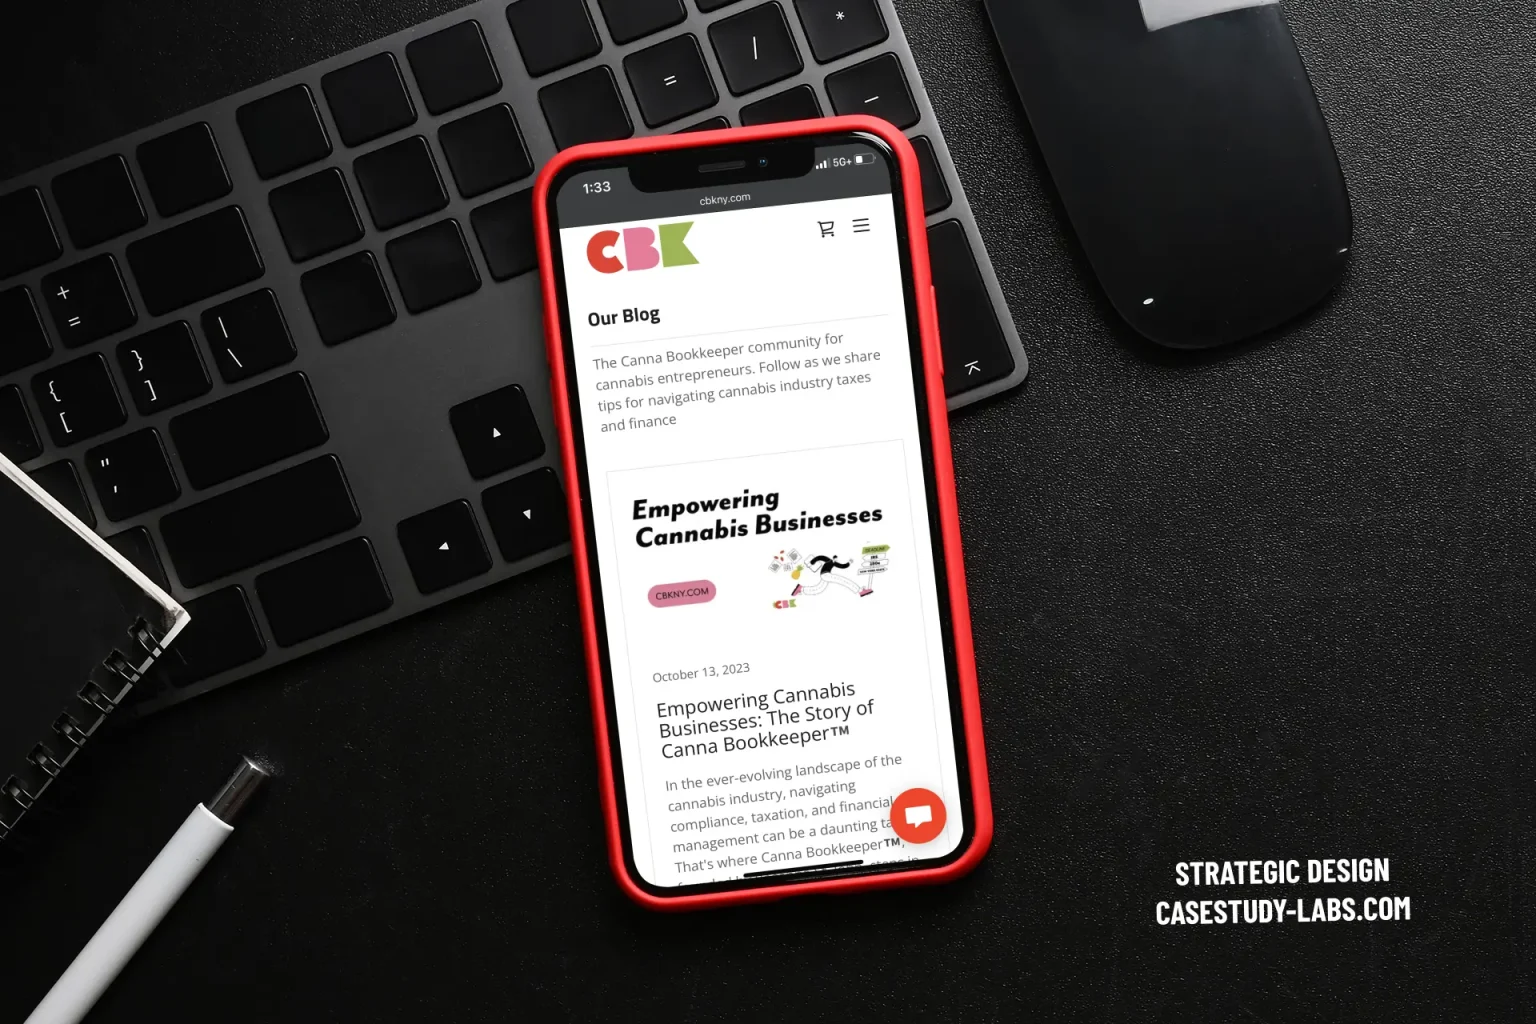 *
/
=
—
1:33
5G+
cbkny.com
CBK
Our Blog
The Canna Bookkeeper community for
cannabis entrepreneurs. Follow as we share
tips for navigating cannabis industry taxes
and finance
Empowering
Cannabis Businesses
CBKNY.COM
DEADLINE
CBK
October 13, 2023
Empowering Cannabis
Businesses: The Story of
Canna Bookkeeper™
In the ever-evolving landscape of the
cannabis industry, navigating
compliance, taxation, and financial
management can be a daunting
That's where Canna Bookkeeper™,
+
=
|
\
}
]
{
[
"
,
STRATEGIC DESIGN
CASESTUDY-LABS.COM